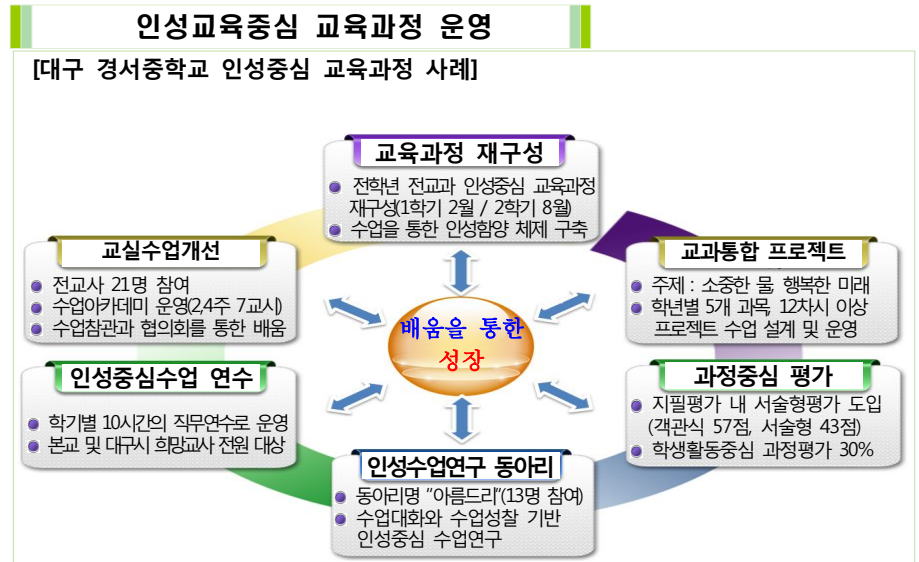 인성교육중심 교육과정 운영
[대구 경서중학교 인성중심 교육과정 사례]
교육과정 재구성
전학년 전교과 인성중심 교육과정
재구성(1학기 2월 / 2학기 8월)
수업을 통한 인성함양 체제 구축
교실수업개선
전교사 21명 참여
수업아카데미 운영(2,4주 7교시)
수업참관과 협의회를 통한 배움
교과통합 프로젝트
주제 : 소중한 물, 행복한 미래
학년별 5개 과목, 12차시 이상
프로젝트 수업 설계 및 운영
배움을 통한
성장
인성중심수업 연수
학기별 10시간의 직무연수로 운영
본교 및 대구시 희망교사 전원 대상
과정중심 평가
지필평가 내 서술형평가 도입
(객관식 57점, 서술형 43점)
학생활동중심 과정평가 30%
인성수업연구 동아리
동아리명 "아름드리"(13명 참여)
수업대화와 수업성찰 기반
인성중심 수업연구